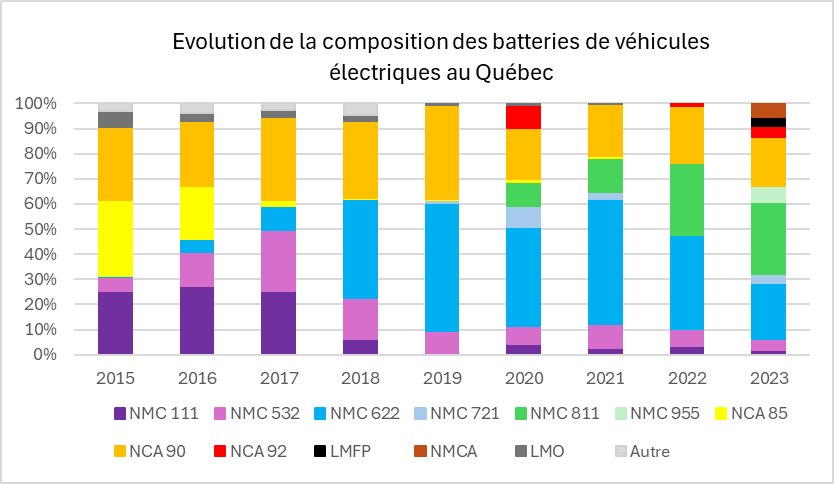 Evolution de la composition des batteries de véhicules
électriques au Québec
100%
90%
80%
70%
60%
50%
40%
30%
20%
10%
0%
2015 2016 2017 2018 2019 2020 2021 2022 2023
NMC 111 NMC 532 NMC 622 NMC 721 NMC 811 NMC 955 NCA 85
NCA 90 NCA 92 LMFP NMCA LMO Autre